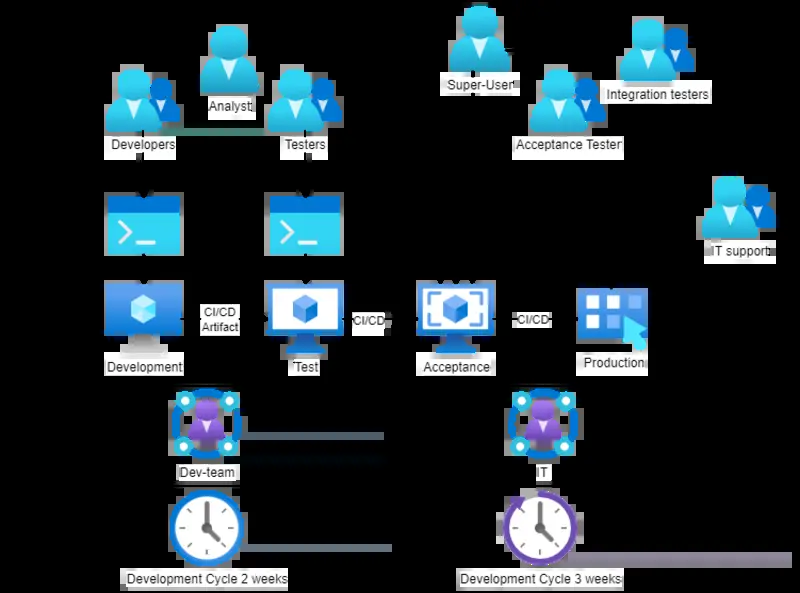 Super-User
Integration testers
Analyst
Developers
Testers
Acceptance Tester
IT support
CI/CD
Artifact
CI/CD
CI/CD
Development
Test
Acceptance
Production
Dev-team
IT
Development Cycle 2 weeks
Development Cycle 3 weeks